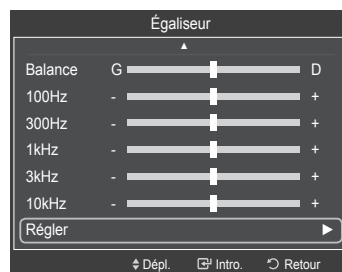 Égaliseur
▲
Balance G D
100Hz - +
300Hz - +
1kHz - +
3kHz - +
10kHz - +
Régler ►
Dépl. Intro. Retour